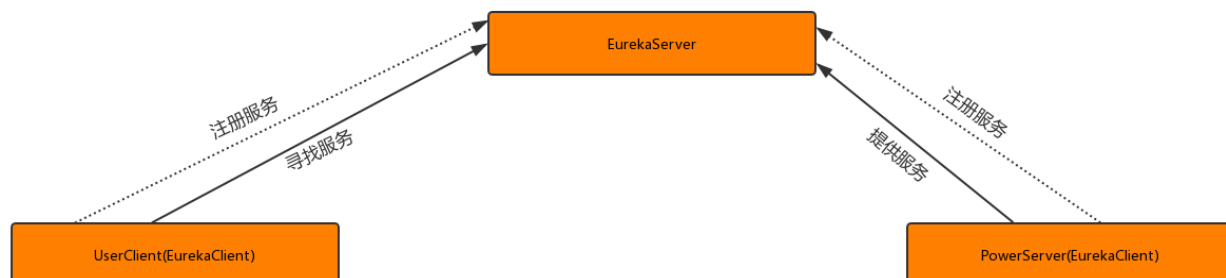 EurekaServer
注册服务
寻找服务
注册服务
提供服务
UserClient(EurekaClient)
PowerServer(EurekaClient)